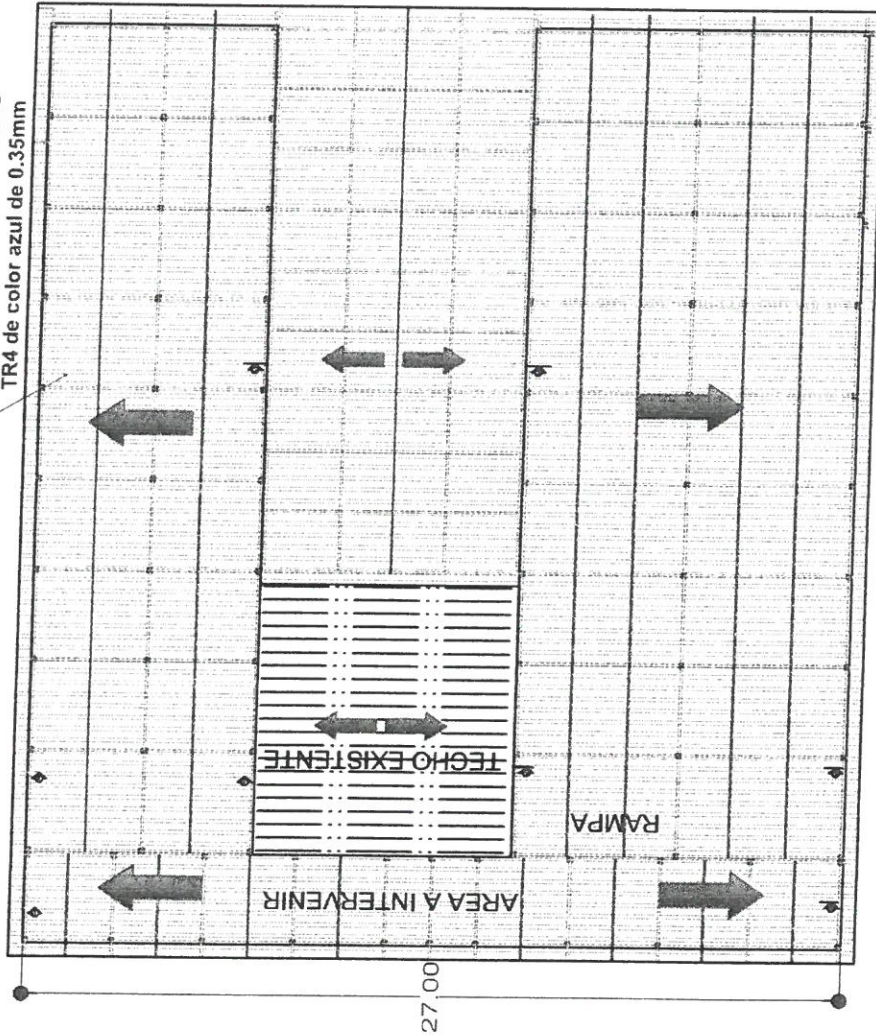 TR4 de color azul de 0.35mm
TECHO EXISTENTE
RAMPA
AREA A INTERVENIR
27.00